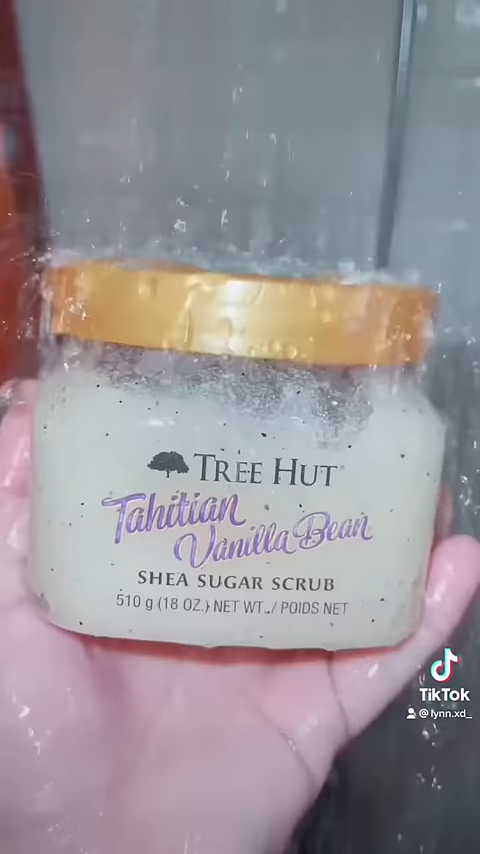 TREE HUT
Tahitian
Vanilla Bean
SHEA SUGAR SCRUB
510 g (18 OZ.) NET WT. / POIDS NET
TikTok
@lynn.xd_